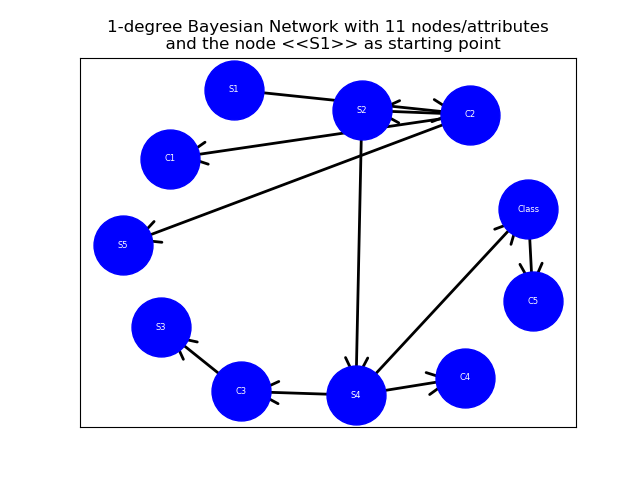 1-degree Bayesian Network with 11 nodes/attributes
and the node <<S1>> as starting point
S1
S2
C2
C1
Class
S5
C5
S3
C4
C3
S4